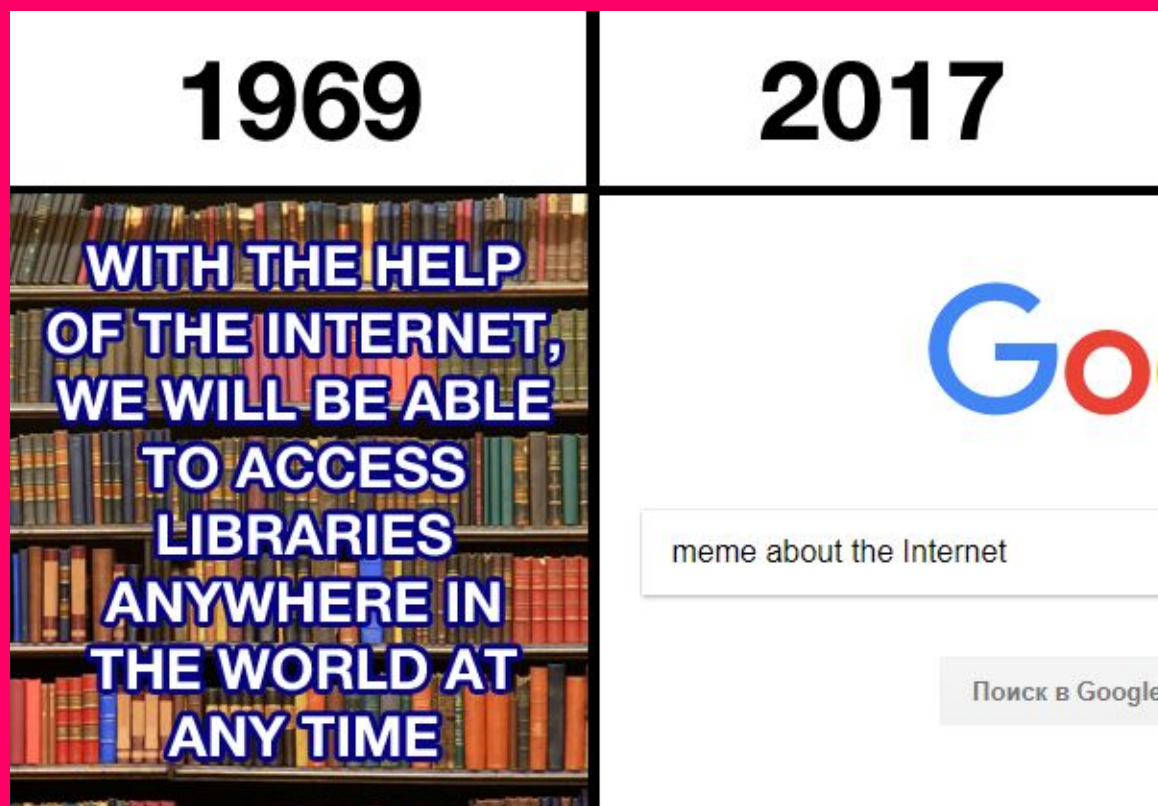 1969
2017
WITH THE HELP
OF THE INTERNET,
WE WILL BE ABLE
TO ACCESS
LIBRARIES
ANYWHERE IN
THE WORLD AT
ANY TIME
Go
meme about the Internet
Поиск в Google